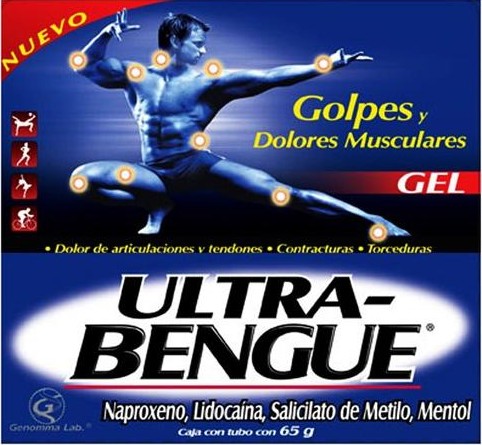 NUEVO
Golpes y
Dolores Musculares
GEL
• Dolor de articulaciones y tendones • Contracturas • Torceduras
ULTRA-
BENGUE®
Naproxeno, Lidocaína, Salicilato de Metilo, Mentol
Genomma Lab.®
Caja con tubo con 65 g